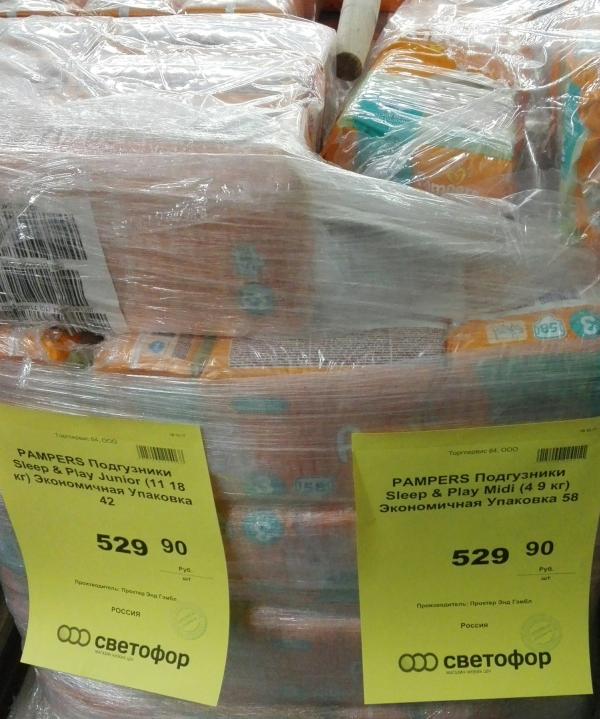 58
3
Торгсервис 64, ООО
PAMPERS Подгузники
Sleep & Play Junior (11 18
кг) Экономичная Упаковка
42
529 90
Руб.
шт
Производитель: Проктер Энд Гэмбл
РОССИЯ
светофор
Торгсервис 64, ООО
PAMPERS Подгузники
Sleep & Play Midi (4 9 кг)
Экономичная Упаковка 58
529 90
Руб.
шт
Производитель: Проктер Энд Гэмбл
Россия
светофор